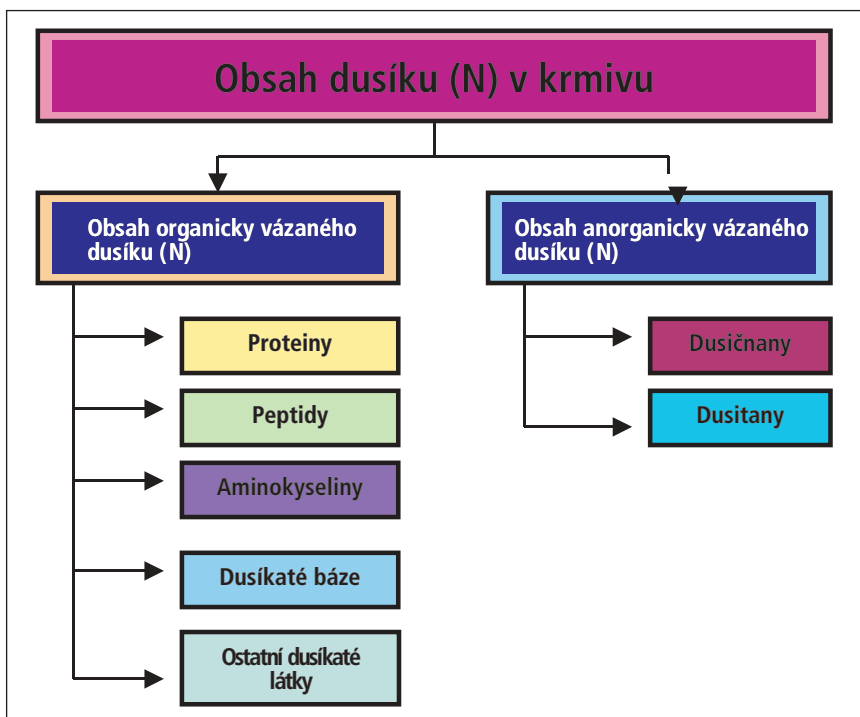 Obsah dusíku (N) v krmivu
Obsah organicky vázaného
dusíku (N)
Proteiny
Peptidy
Aminokyseliny
Dusíkaté báze
Ostatní dusíkaté
látky
Obsah anorganicky vázaného
dusíku (N)
Dusičnany
Dusitany